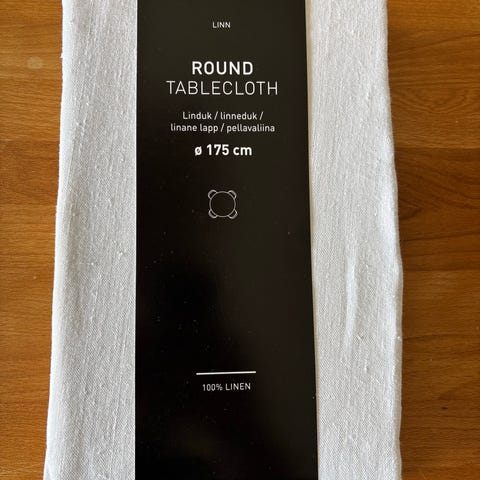 LINN
ROUND
TABLECLOTH
Linduk / linneduk /
linane lapp / pellavaliina
ø 175 cm
100% LINEN